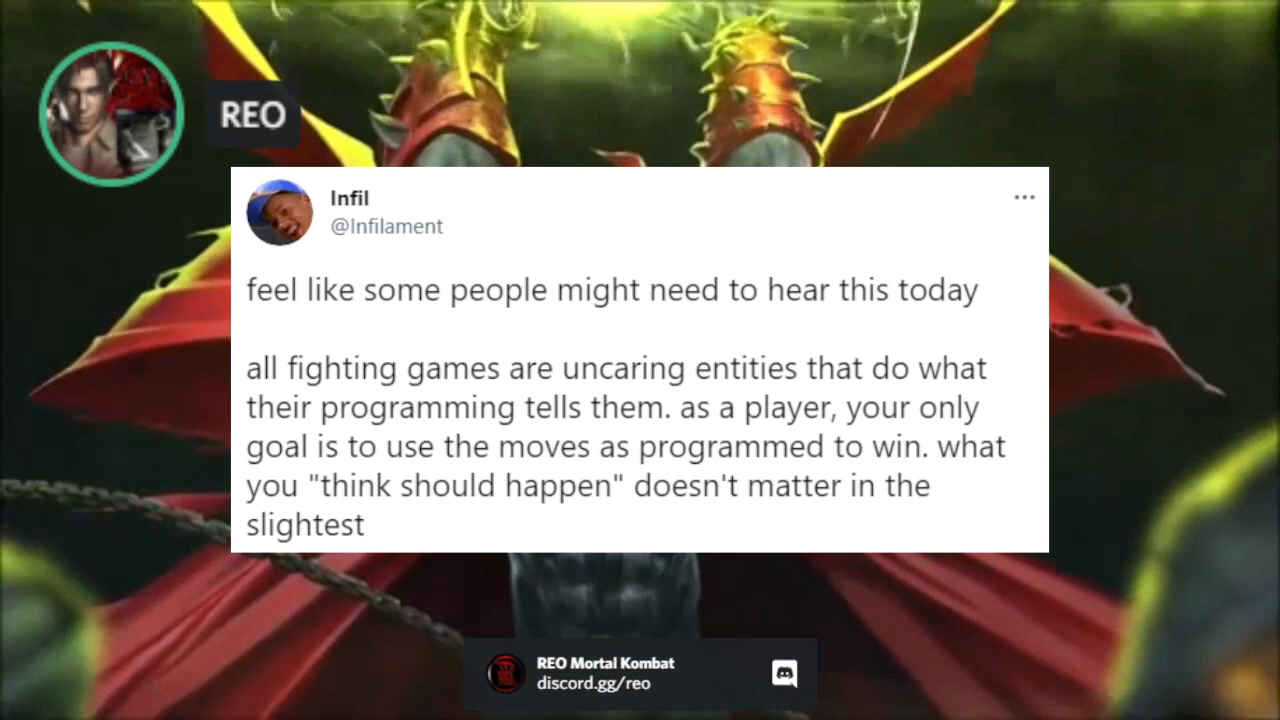 REO
Infil
@Infilament
feel like some people might need to hear this today
all fighting games are uncaring entities that do what
their programming tells them. as a player, your only
goal is to use the moves as programmed to win. what
you "think should happen" doesn't matter in the
slightest
REO Mortal Kombat
discord.gg/reo